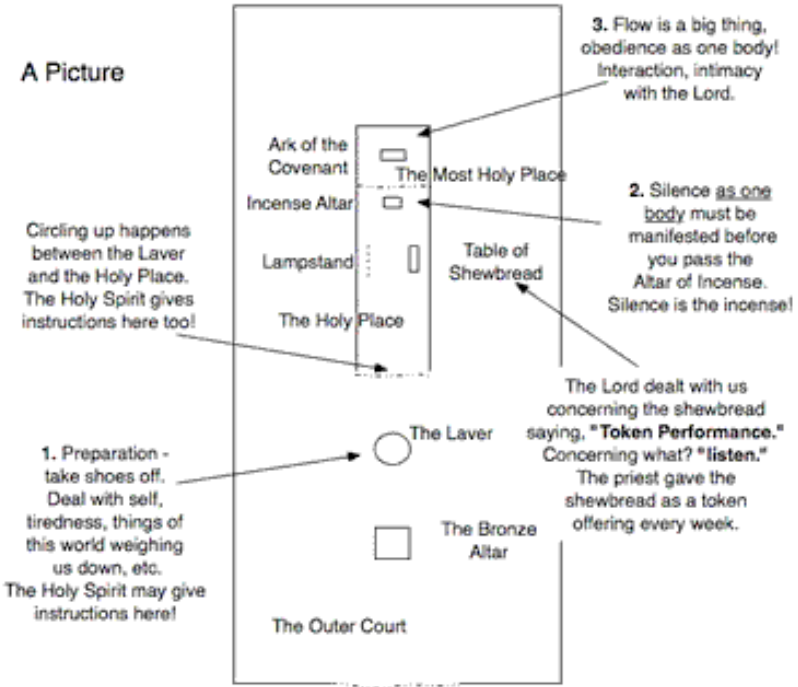 A Picture
3. Flow is a big thing,
obedience as one body!
Interaction, intimacy
with the Lord.
Ark of the
Covenant
The Most Holy Place
Incense Altar
2. Silence as one
body must be
manifested before
you pass the
Altar of Incense.
Silence is the incense!
Circling up happens
between the Laver
and the Holy Place.
The Holy Spirit gives
instructions here too!
Lampstand
Table of
Shewbread
The Holy Place
The Lord dealt with us
concerning the shewbread
saying, "Token Performance."
Concerning what? "listen."
The priest gave the
shewbread as a token
offering every week.
The Laver
1. Preparation -
take shoes off.
Deal with self,
tiredness, things of
this world weighing
us down, etc.
The Holy Spirit may give
instructions here!
The Bronze
Altar
The Outer Court